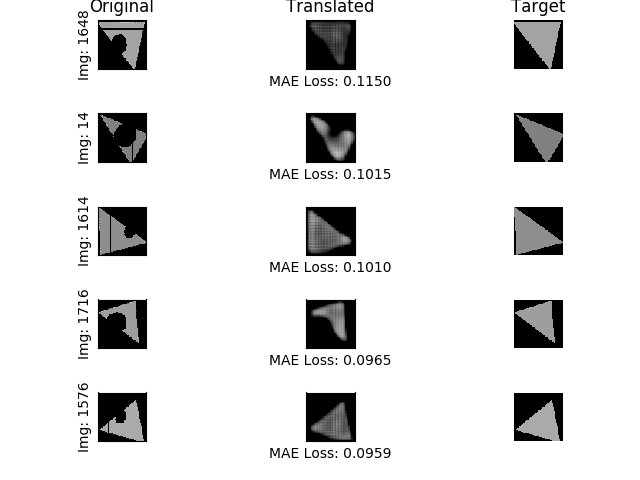 Original Translated Target
Img: 1648
MAE Loss: 0.1150
Img: 14
MAE Loss: 0.1015
Img: 1614
MAE Loss: 0.1010
Img: 1716
MAE Loss: 0.0965
Img: 1576
MAE Loss: 0.0959